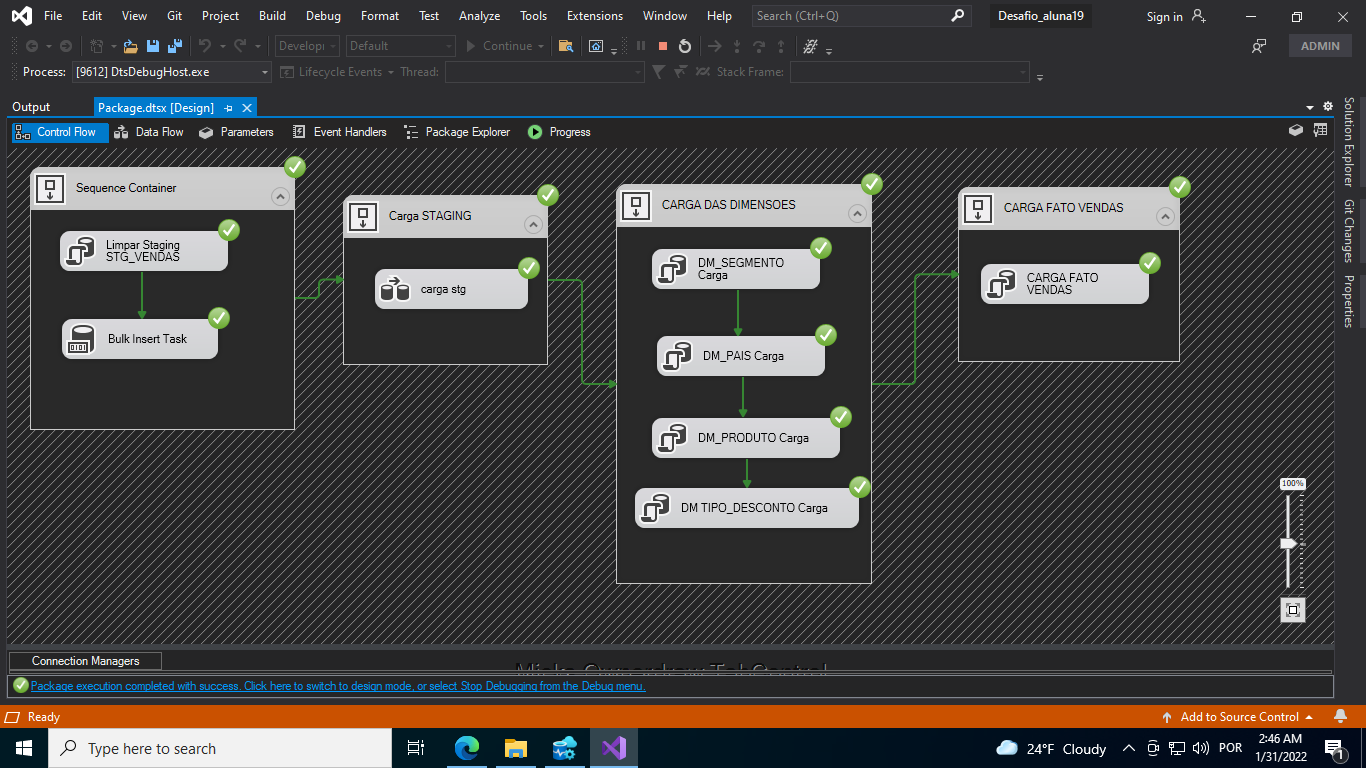 File Edit View Git Project Build Debug Format Test Analyze Tools Extensions Window Help Search (Ctrl+Q) Desafio_aluna19 Sign in
Develop Default Continue ADMIN
Process: [9612] DtsDebugHost.exe Lifecycle Events Thread: Stack Frame:
Output Package.dtsx [Design]
Control Flow Data Flow Parameters Event Handlers Package Explorer Progress
Sequence Container
Limpar Staging
STG_VENDAS
Bulk Insert Task
Carga STAGING
carga stg
CARGA DAS DIMENSOES
DM_SEGMENTO
Carga
DM_PAIS Carga
DM_PRODUTO Carga
DM TIPO_DESCONTO Carga
CARGA FATO VENDAS
CARGA FATO
VENDAS
Solution Explorer
Git Changes
Properties
100%
Connection Managers
Package execution completed with success. Click here to switch to design mode, or select Stop Debugging from the Debug menu.
Ready Add to Source Control
Type here to search
24°F Cloudy
POR
2:46 AM
1/31/2022
1